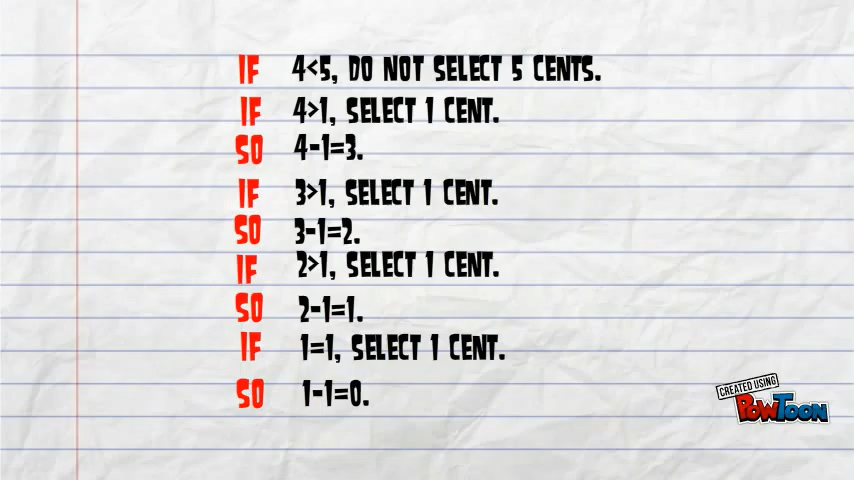 IF 4<5, DO NOT SELECT 5 CENTS.
IF 4>1, SELECT 1 CENT.
SO 4-1=3.
IF 3>1, SELECT 1 CENT.
SO 3-1=2.
IF 2>1, SELECT 1 CENT.
SO 2-1=1.
IF 1=1, SELECT 1 CENT.
SO 1-1=0.
CREATED USING
POWTOON